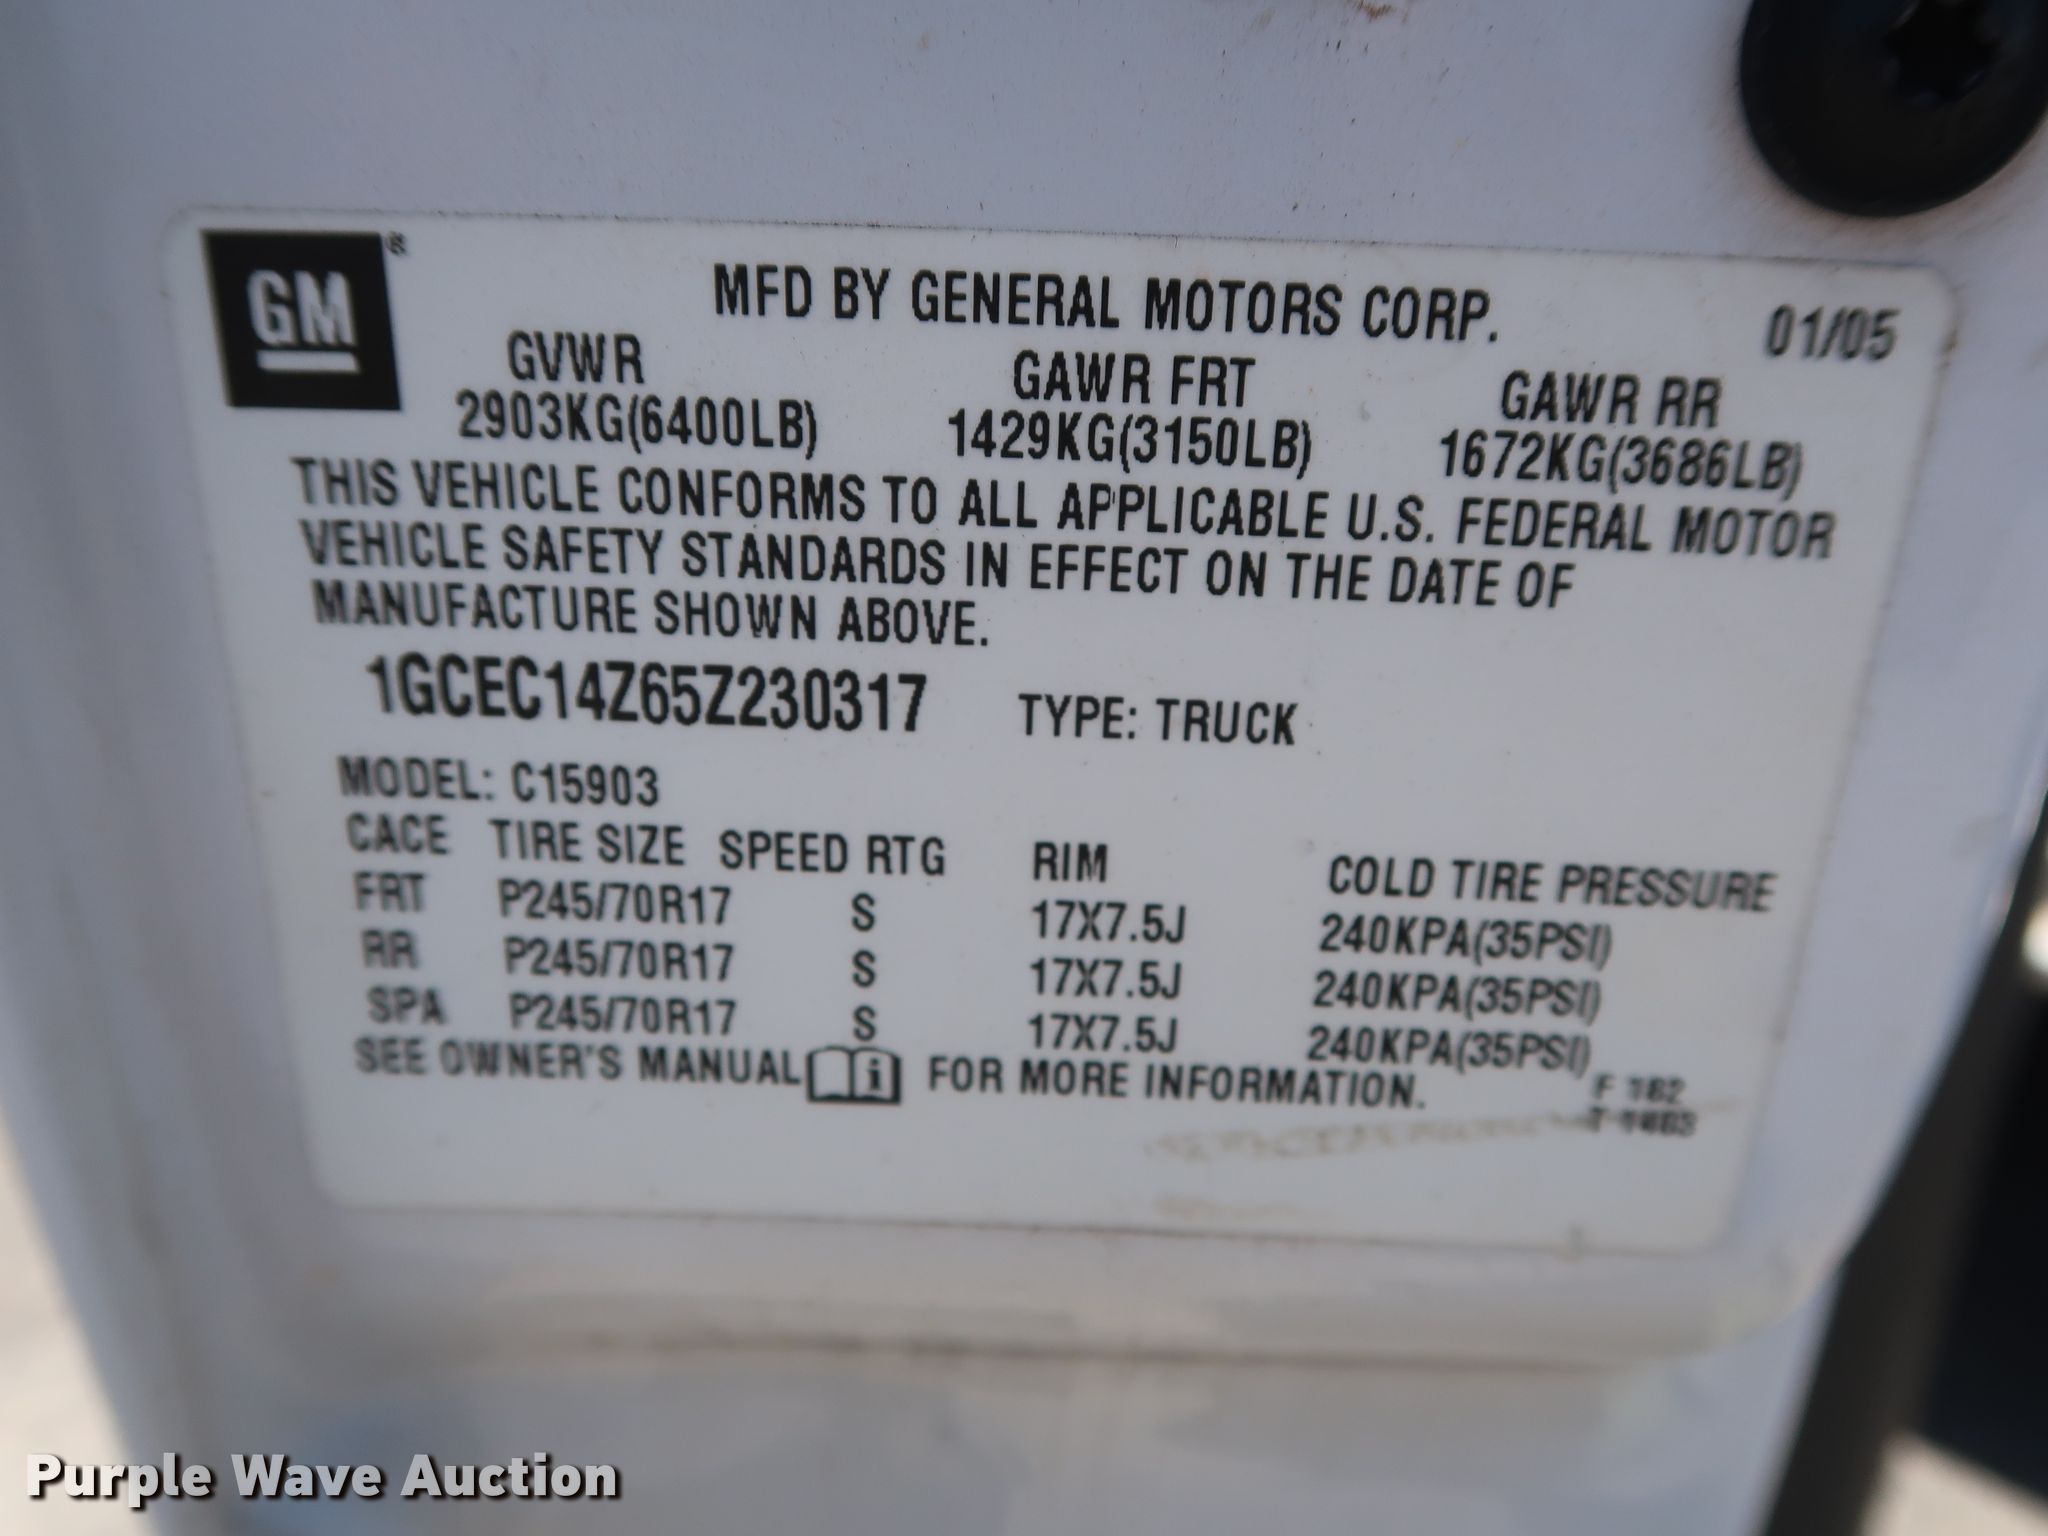 GM®
MFD BY GENERAL MOTORS CORP. 01/05
GVWR GAWR FRT GAWR RR
2903KG(6400LB) 1429KG(3150LB) 1672KG(3686LB)
THIS VEHICLE CONFORMS TO ALL APPLICABLE U.S. FEDERAL MOTOR
VEHICLE SAFETY STANDARDS IN EFFECT ON THE DATE OF
MANUFACTURE SHOWN ABOVE.
1GCEC14Z65Z230317 TYPE: TRUCK
MODEL: C15903
CACE TIRE SIZE SPEED RTG RIM COLD TIRE PRESSURE
FRT P245/70R17 S 17X7.5J 240KPA(35PSI)
RR P245/70R17 S 17X7.5J 240KPA(35PSI)
SPA P245/70R17 S 17X7.5J 240KPA(35PSI)
SEE OWNER'S MANUAL i FOR MORE INFORMATION.
F 182
Purple Wave Auction